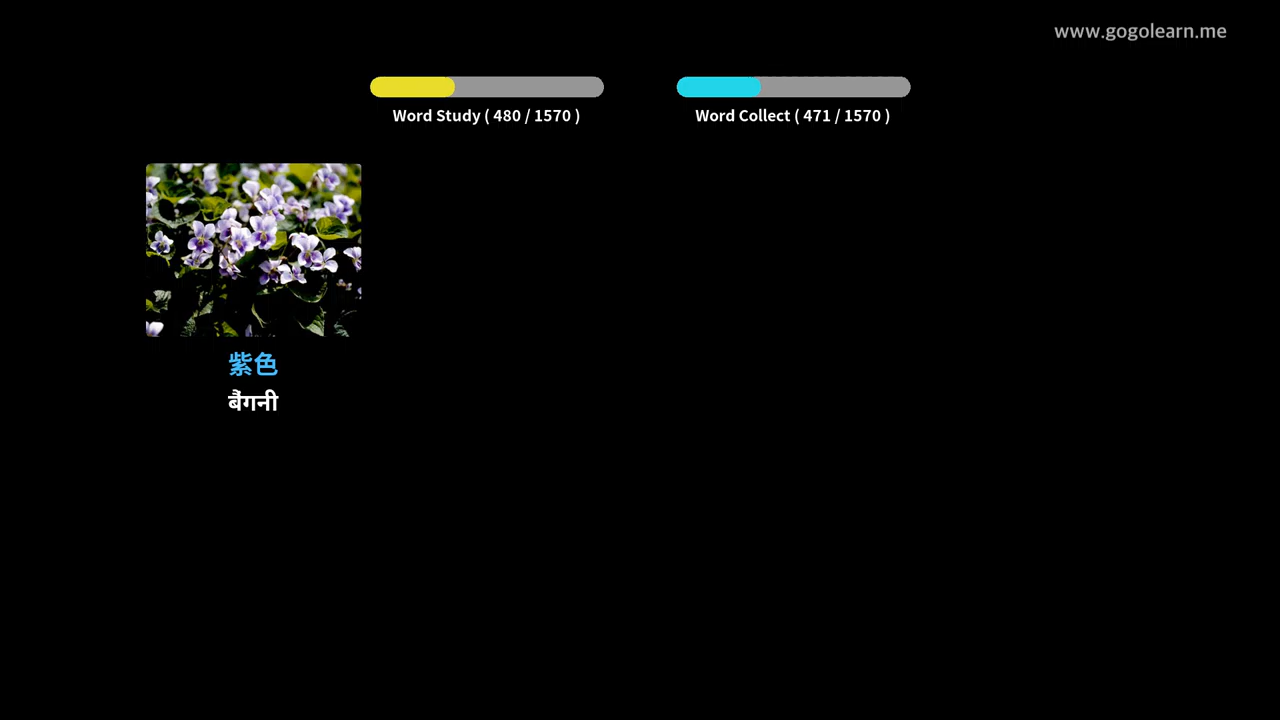 www.gogolearn.me
Word Study ( 480 / 1570 )
Word Collect ( 471 / 1570 )
紫色
बैंगनी